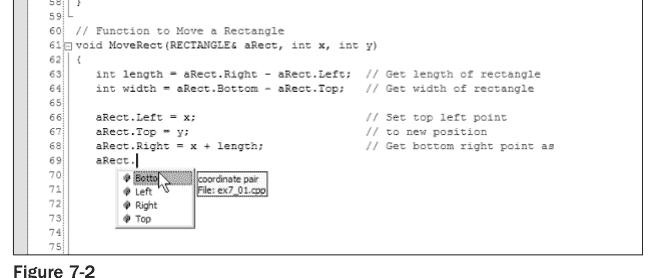 58 }
59
60 // Function to Move a Rectangle
61 void MoveRect(RECTANGLE& aRect, int x, int y)
62 {
63 int length = aRect.Right - aRect.Left; // Get length of rectangle
64 int width = aRect.Bottom - aRect.Top; // Get width of rectangle
65
66 aRect.Left = x; // Set top left point
67 aRect.Top = y; // to new position
68 aRect.Right = x + length; // Get bottom right point as
69 aRect.
70 Botto coordinate pair
71 Left File: ex7_01.cpp
72 Right
73 Top
74
75
Figure 7-2